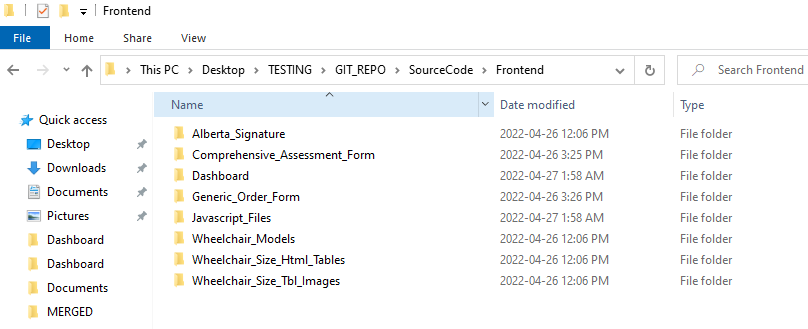 Frontend
File Home Share View
This PC Desktop TESTING GIT_REPO SourceCode Frontend Search Frontend
Name Date modified Type
Quick access
Desktop
Downloads
Documents
Pictures
Dashboard
Dashboard
Documents
MERGED
Alberta_Signature 2022-04-26 12:06 PM File folder
Comprehensive_Assessment_Form 2022-04-26 3:25 PM File folder
Dashboard 2022-04-27 1:58 AM File folder
Generic_Order_Form 2022-04-26 3:26 PM File folder
Javascript_Files 2022-04-27 1:58 AM File folder
Wheelchair_Models 2022-04-26 12:06 PM File folder
Wheelchair_Size_Html_Tables 2022-04-26 12:06 PM File folder
Wheelchair_Size_Tbl_Images 2022-04-26 12:06 PM File folder